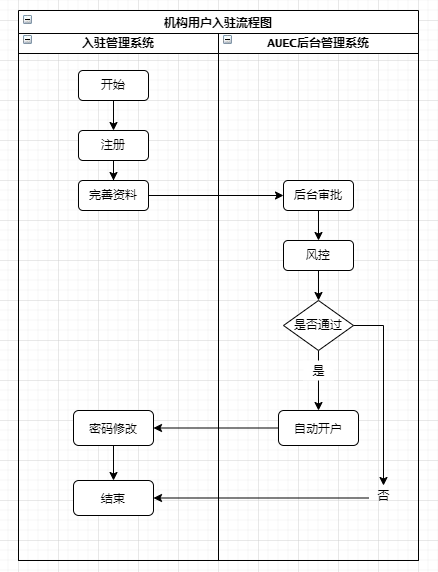 机构用户入驻流程图
入驻管理系统
AUEC后台管理系统
开始
注册
完善资料
后台审批
风控
是否通过
是
密码修改
自动开户
结束
否